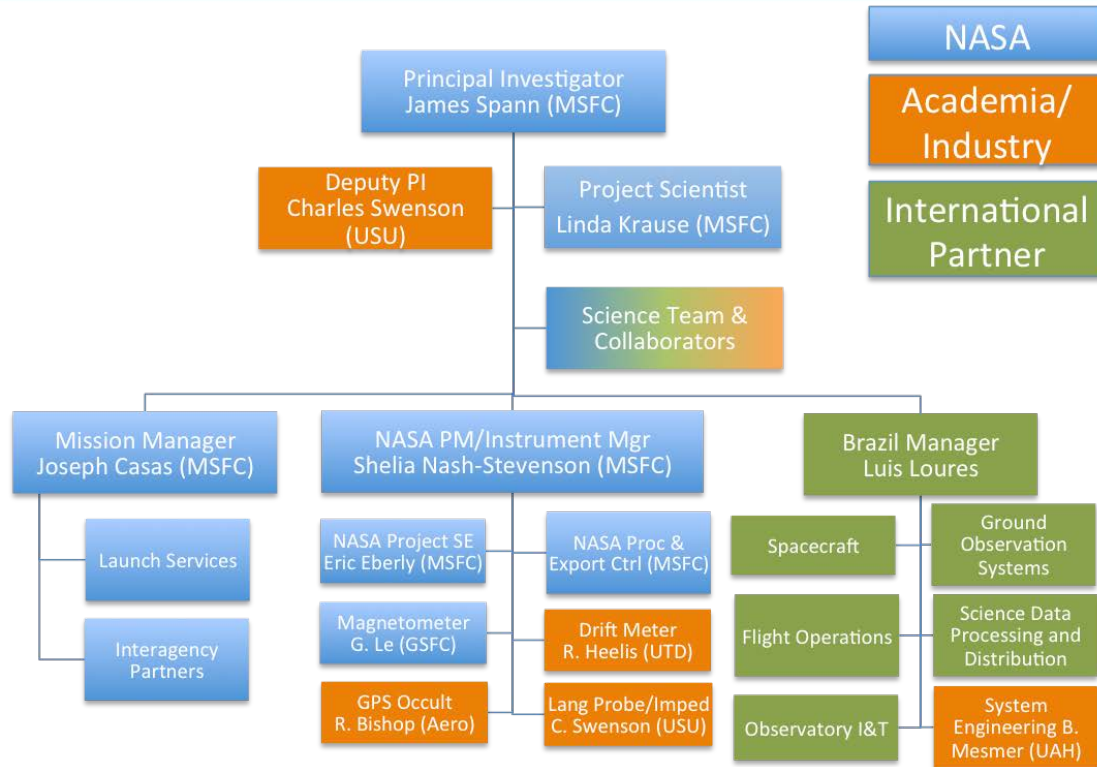 NASA
Academia/
Industry
International
Partner
Principal Investigator
James Spann (MSFC)
Deputy PI
Charles Swenson
(USU)
Project Scientist
Linda Krause (MSFC)
Science Team &
Collaborators
Mission Manager
Joseph Casas (MSFC)
Launch Services
Interagency
Partners
NASA PM/Instrument Mgr
Shelia Nash-Stevenson (MSFC)
NASA Project SE
Eric Eberly (MSFC)
NASA Proc &
Export Ctrl (MSFC)
Magnetometer
G. Le (GSFC)
Drift Meter
R. Heelis (UTD)
GPS Occult
R. Bishop (Aero)
Lang Probe/Imped
C. Swenson (USU)
Brazil Manager
Luis Loures
Spacecraft
Ground
Observation
Systems
Flight Operations
Science Data
Processing and
Distribution
Observatory I&T
System
Engineering B.
Mesmer (UAH)